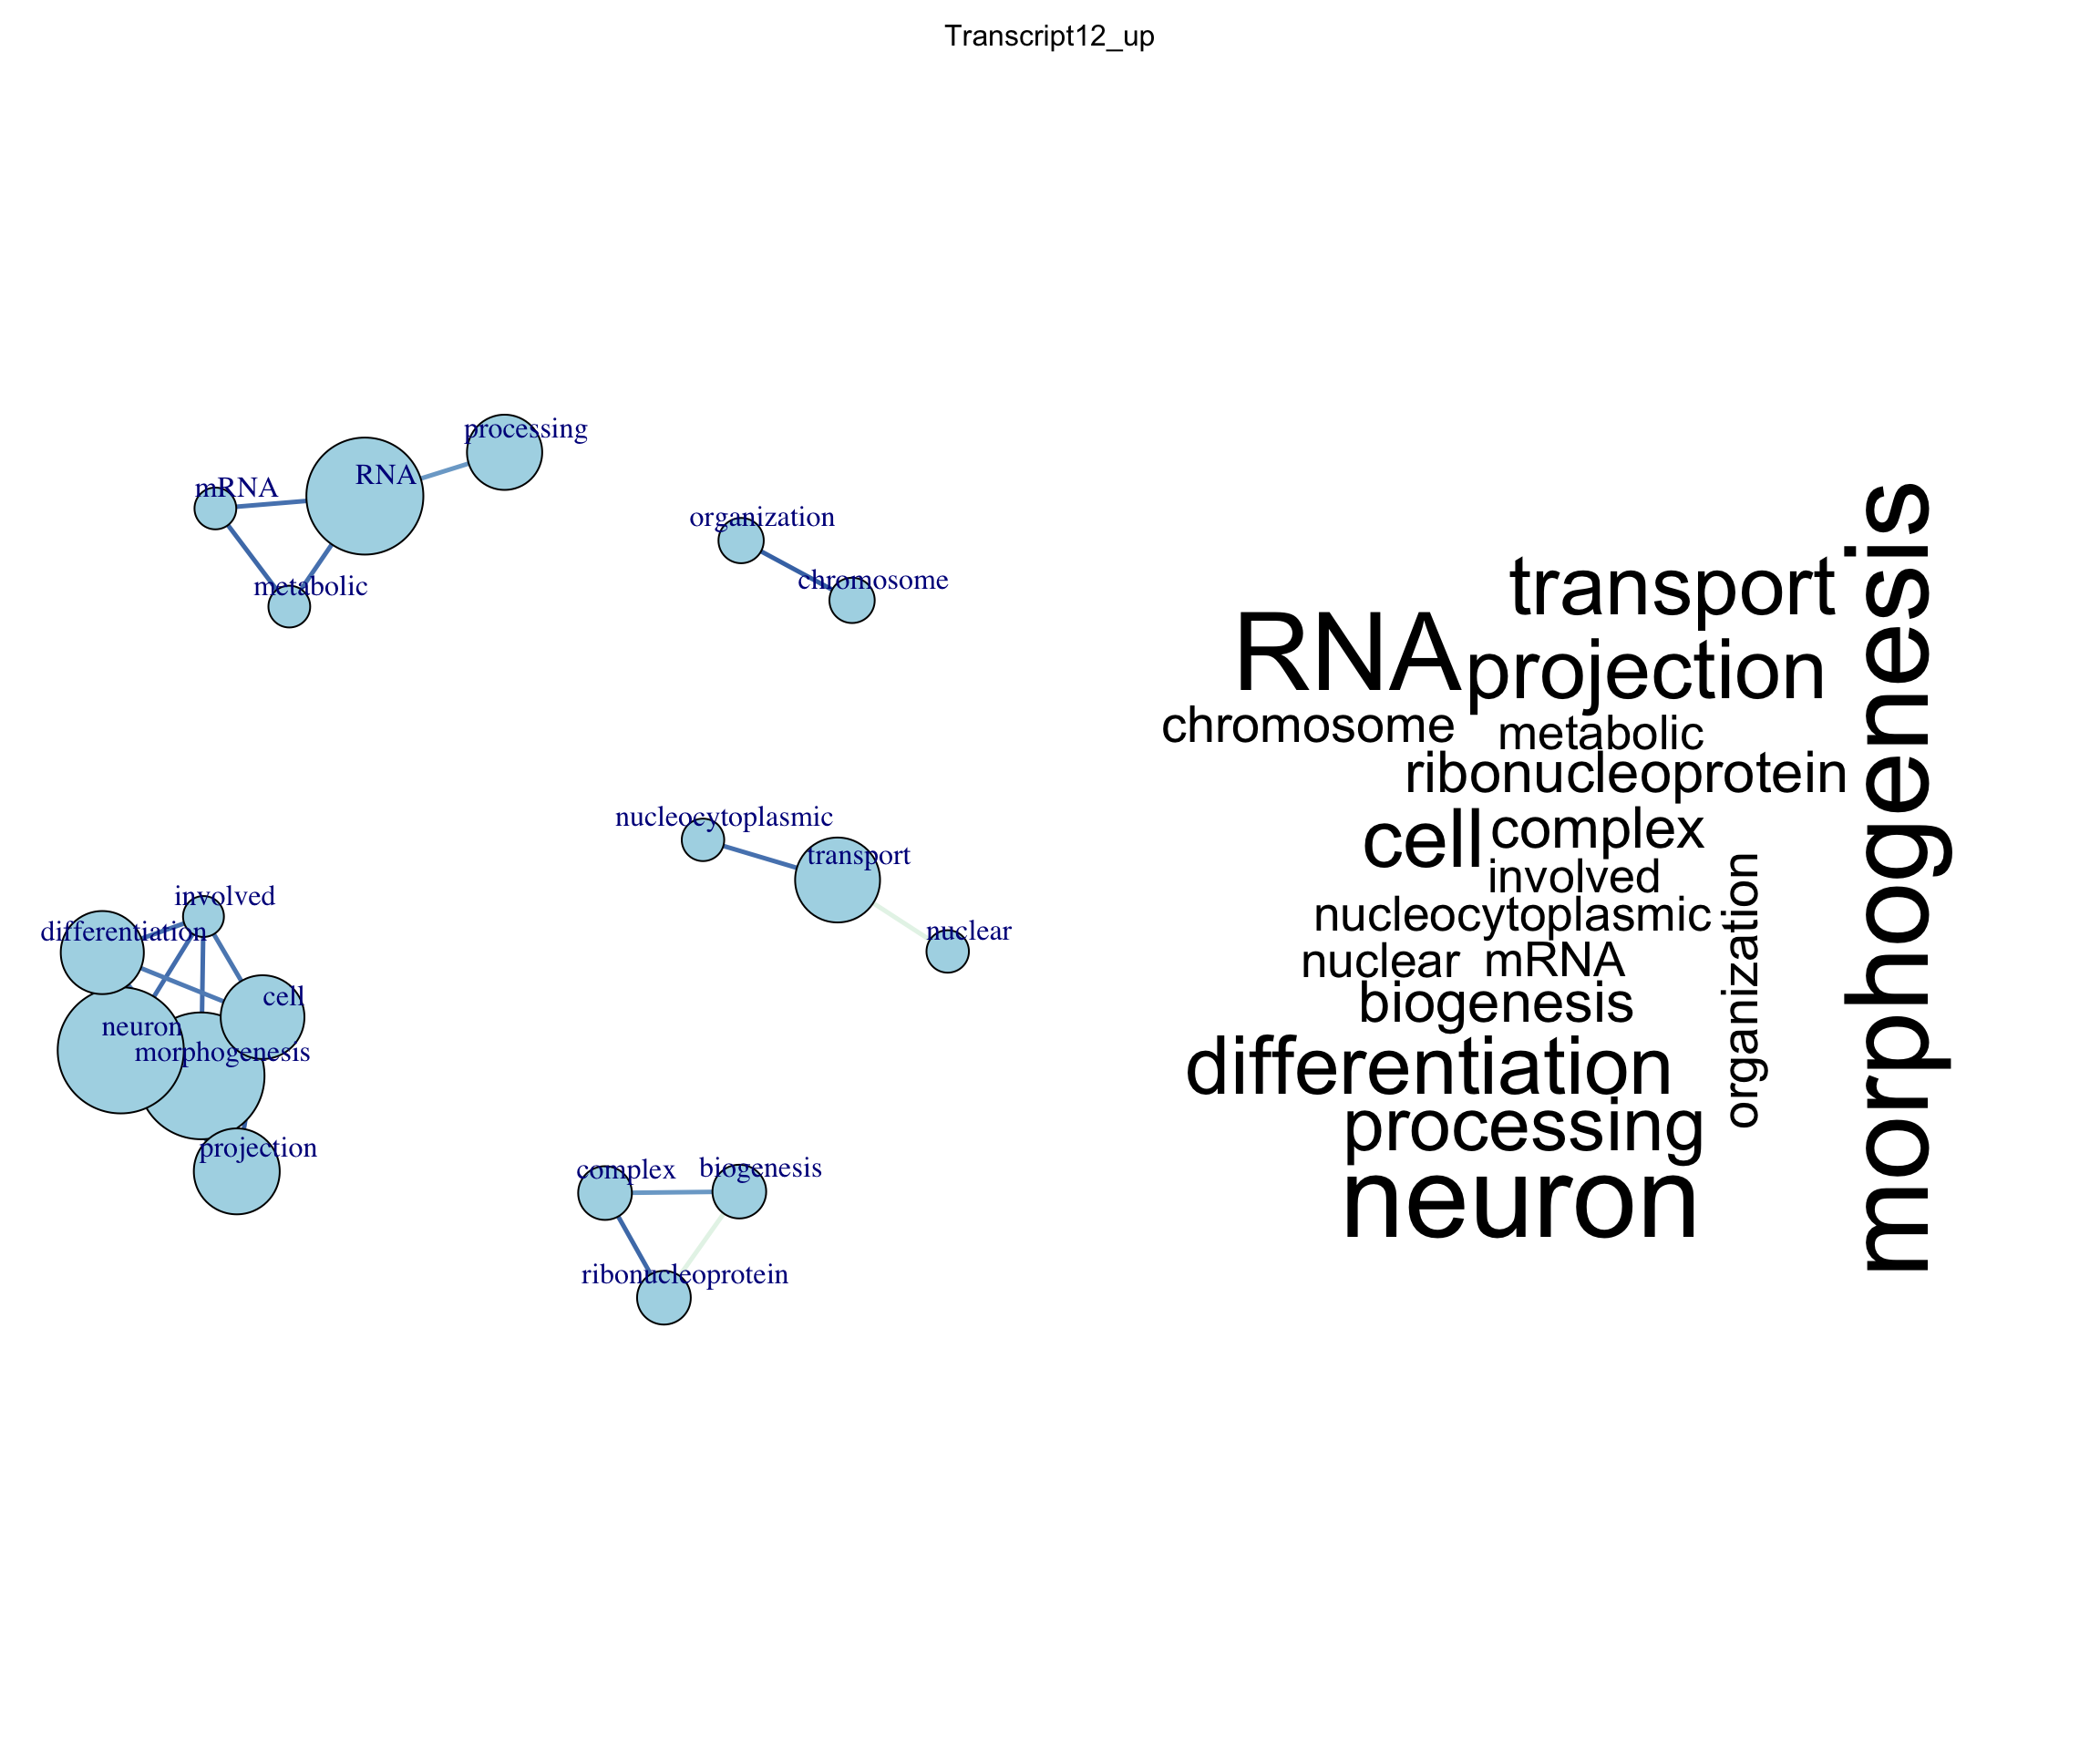 Transcript12_up
processing
RNA
mRNA
metabolic
organization
chromosome
nucleocytoplasmic
transport
nuclear
involved
differentiation
cell
neuron
morphogenesis
projection
complex
biogenesis
ribonucleoprotein
transport
RNA
projection
chromosome
metabolic
ribonucleoprotein
cell
complex
involved
nucleocytoplasmic
nuclear
mRNA
biogenesis
organization
differentiation
processing
neuron
morphogenesis